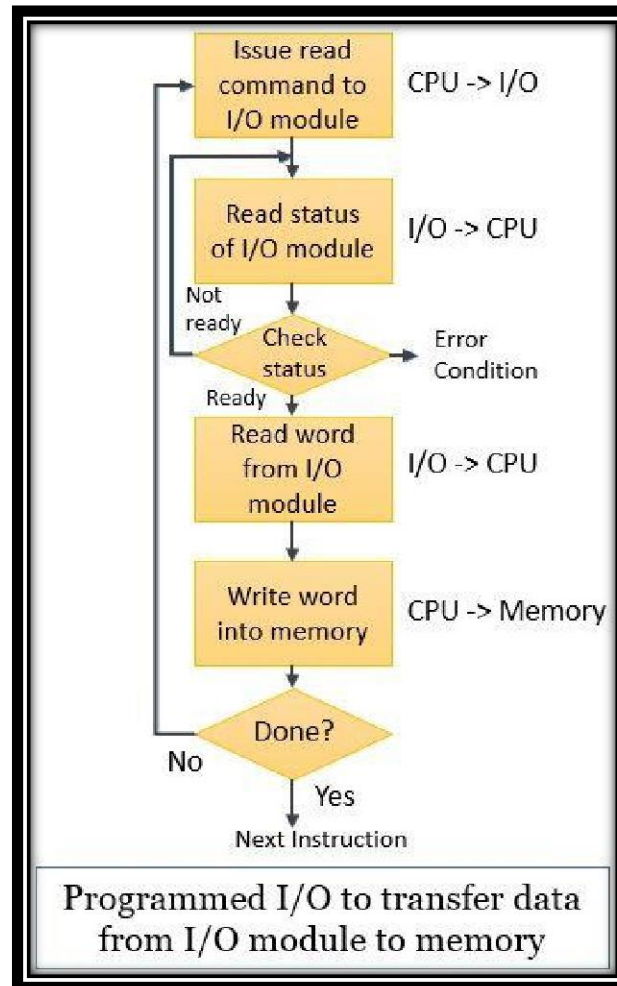 Issue read
command to
I/O module
CPU -> I/O
Read status
of I/O module
I/O -> CPU
Not
ready
Check
status
Error
Condition
Ready
Read word
from I/O
module
I/O -> CPU
Write word
into memory
CPU -> Memory
Done?
No
Yes
Next Instruction
Programmed I/O to transfer data
from I/O module to memory